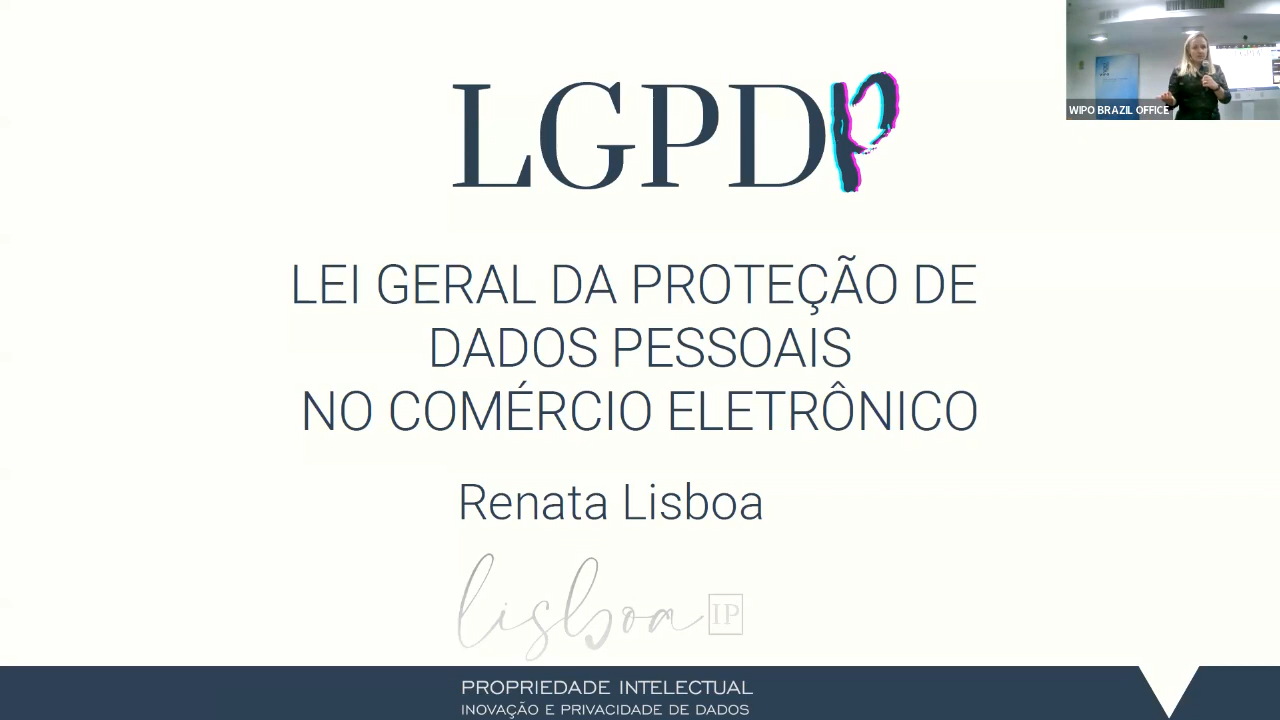 LGPDP
LEI GERAL DA PROTEÇÃO DE
DADOS PESSOAIS
NO COMÉRCIO ELETRÔNICO
Renata Lisboa
lisboa IP
PROPRIEDADE INTELECTUAL
INOVAÇÃO E PRIVACIDADE DE DADOS
WIPO BRAZIL OFFICE